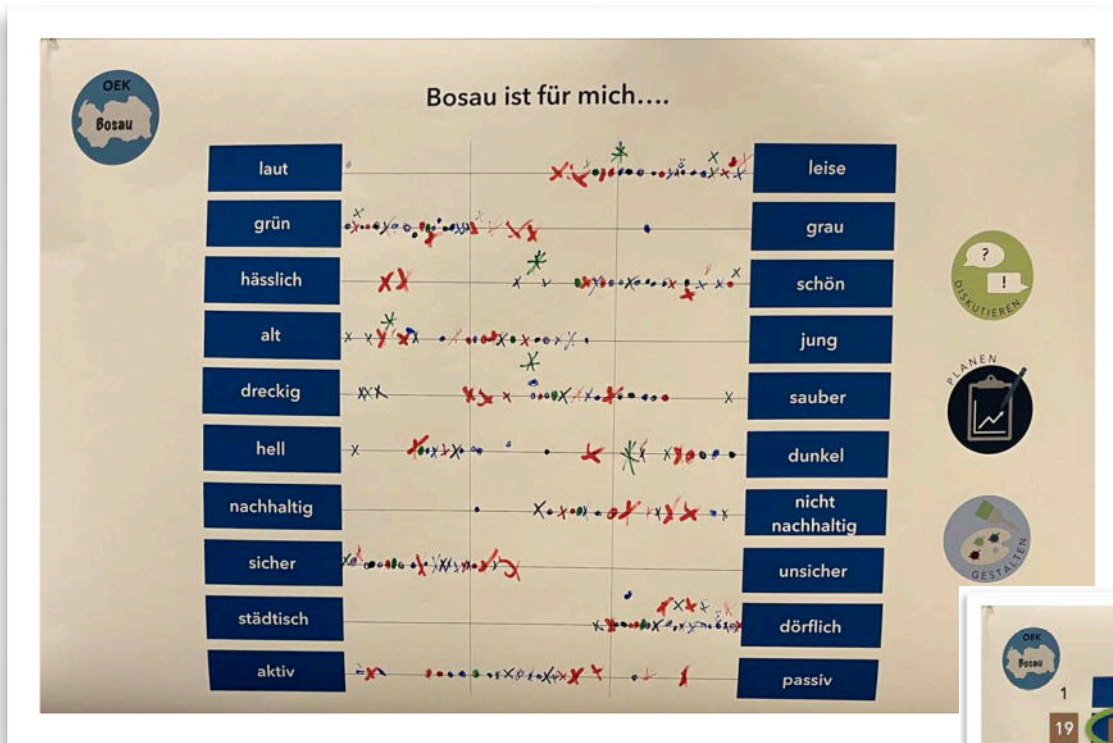 OEK
Bosau
Bosau ist für mich....
laut leise
grün grau
hässlich schön
alt jung
dreckig sauber
hell dunkel
nachhaltig nicht
nachhaltig
sicher unsicher
städtisch dörflich
aktiv passiv
?
!
DISKUTIEREN
PLANEN
GESTALTEN
OEK
Bosau
1
19